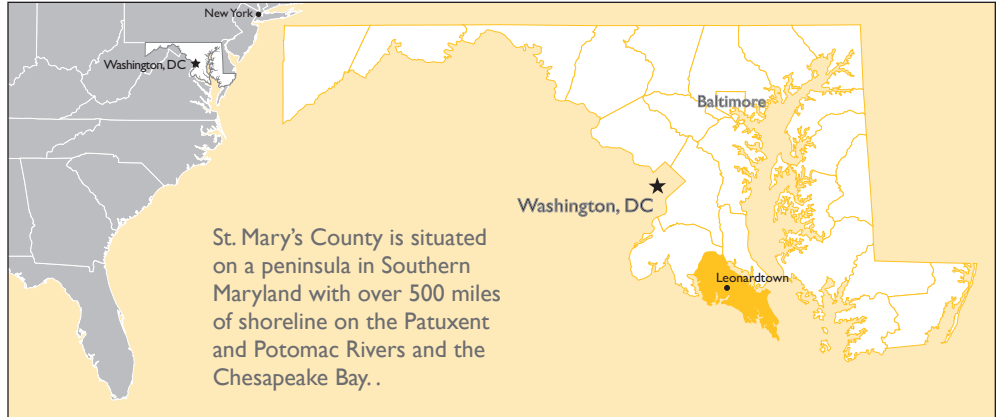 New York
Washington, DC
Baltimore
Washington, DC
Leonardtown
St. Mary's County is situated
on a peninsula in Southern
Maryland with over 500 miles
of shoreline on the Patuxent
and Potomac Rivers and the
Chesapeake Bay. .